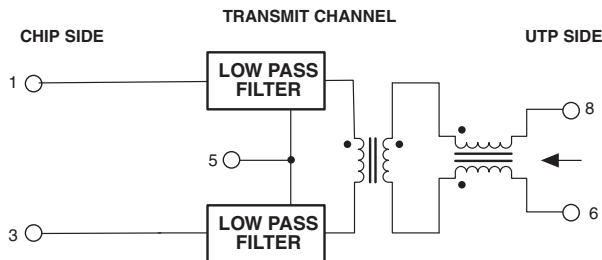 TRANSMIT CHANNEL
CHIP SIDE
UTP SIDE
LOW PASS
FILTER
1
8
5
LOW PASS
FILTER
3
6